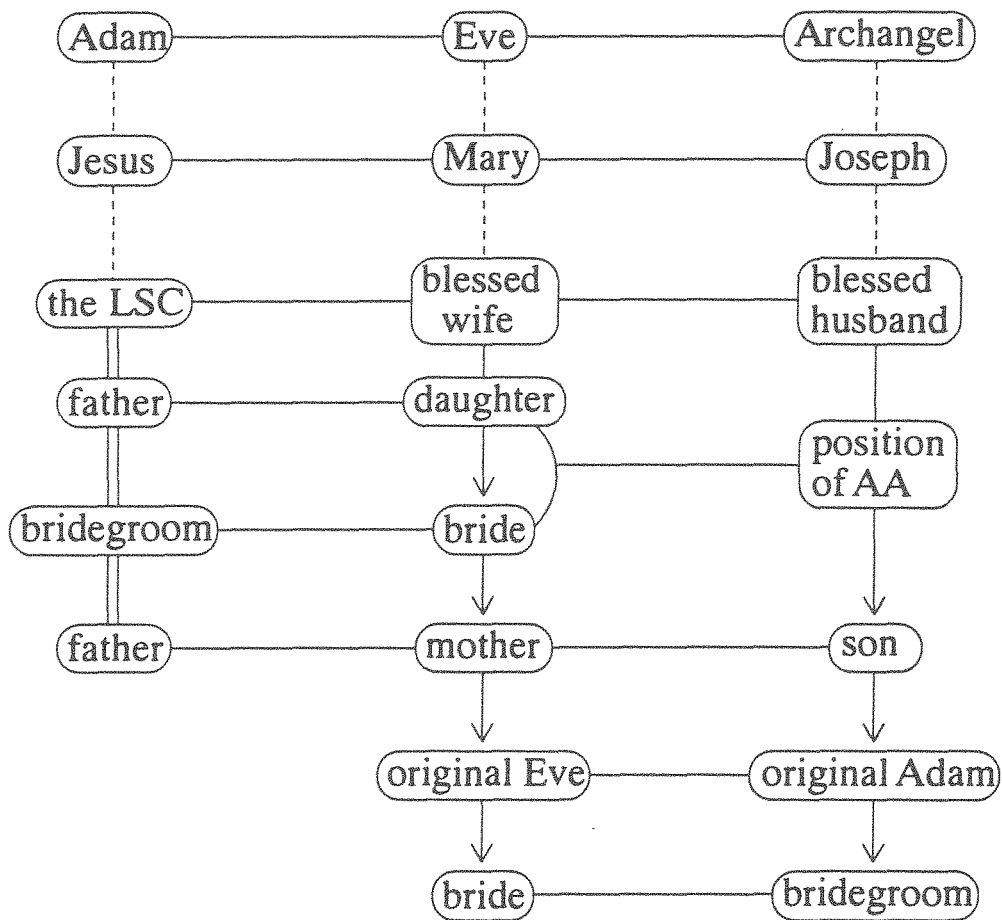 Adam Eve Archangel
Jesus Mary Joseph
the LSC blessed wife blessed husband
father daughter
position of AA
bridegroom bride
father mother son
original Eve original Adam
bride bridegroom